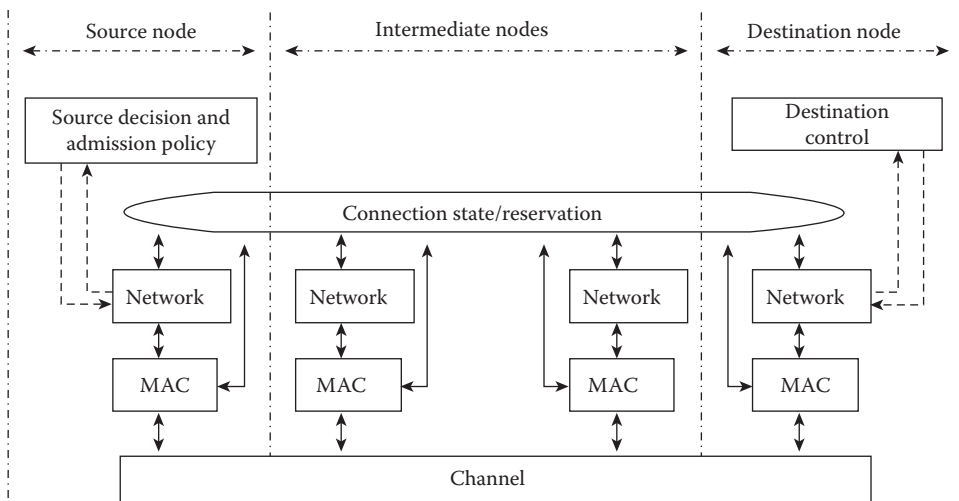 Source node
Intermediate nodes
Destination node
Source decision and
admission policy
Destination
control
Connection state/reservation
Network
Network
Network
Network
MAC
MAC
MAC
MAC
Channel